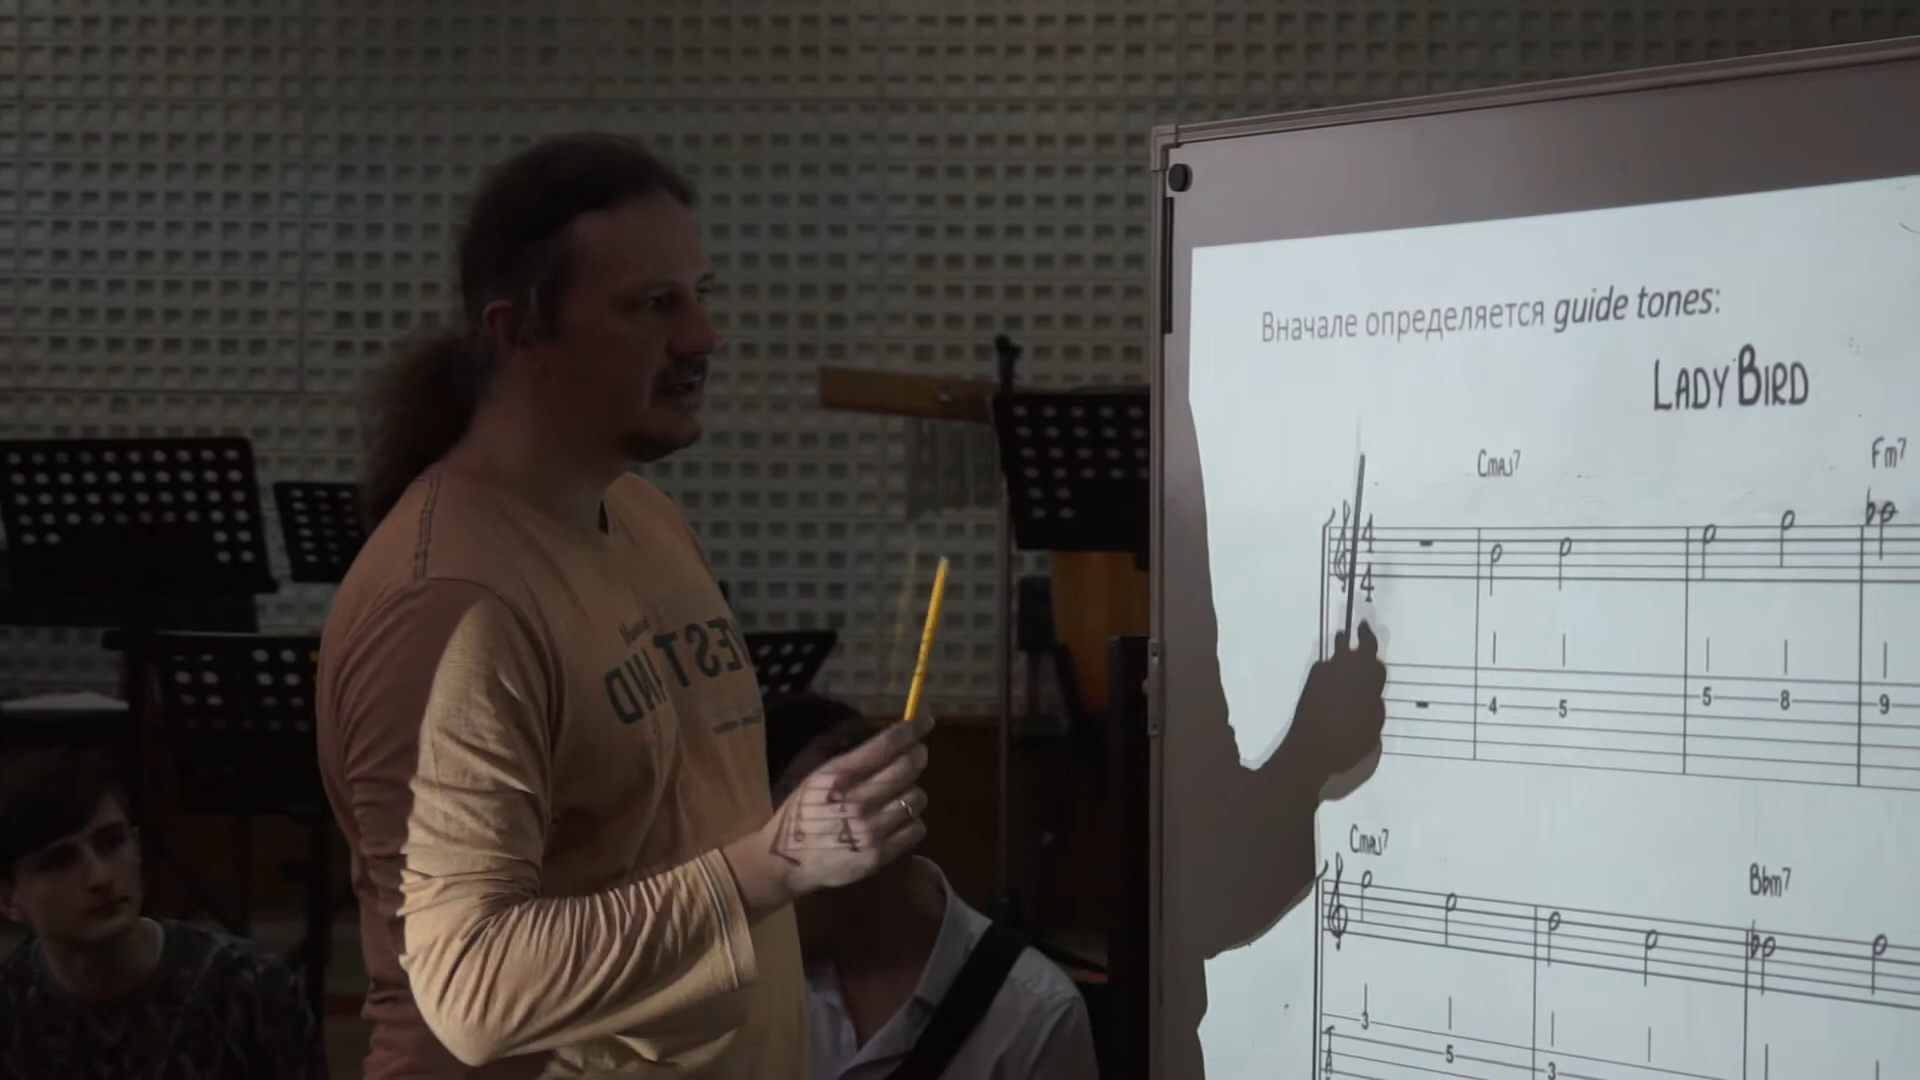 Вначале определяется guide tones:
LADY BIRD
Cmaj7 Fm7
4
4
4 5 5 8 9
Cmaj7 Bbm7
3 5 3
4